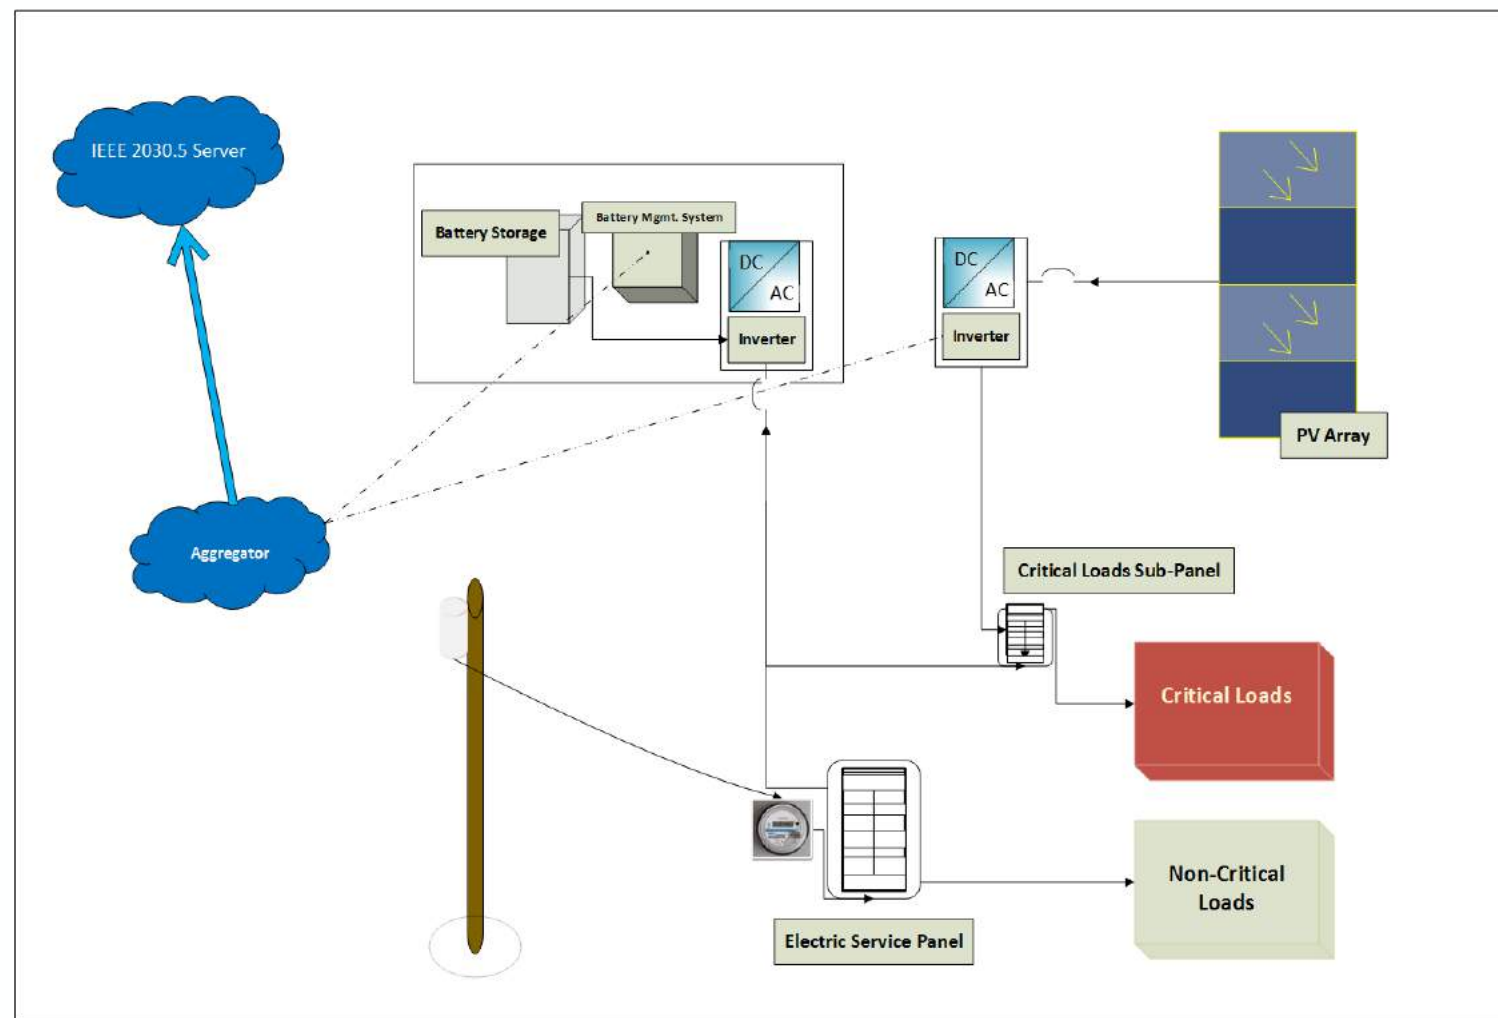 IEEE 2030.5 Server
Battery Storage
Battery Mgmt. System
DC
AC
Inverter
DC
AC
Inverter
PV Array
Aggregator
Critical Loads Sub-Panel
Critical Loads
Non-Critical
Loads
Electric Service Panel